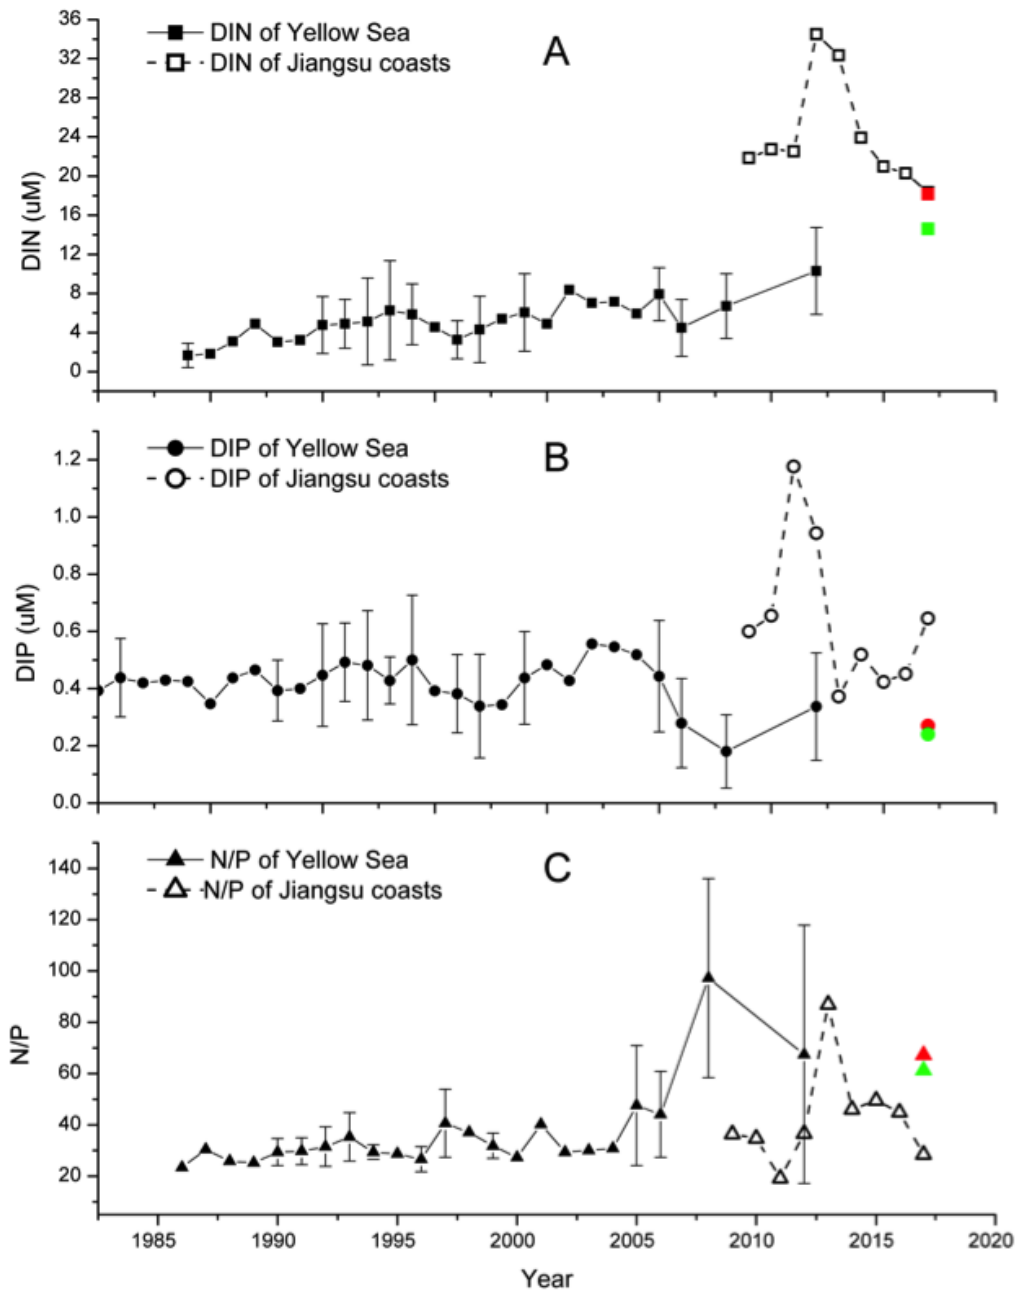 36
DIN of Yellow Sea
A
32
DIN of Jiangsu coasts
28
24
20
16
12
8
4
0
DIN (uM)
DIP of Yellow Sea
B
1.2
DIP of Jiangsu coasts
1.0
0.8
0.6
0.4
0.2
0.0
DIP (uM)
N/P of Yellow Sea
C
140
N/P of Jiangsu coasts
120
100
80
60
40
20
N/P
1985 1990 1995 2000 2005 2010 2015 2020
Year